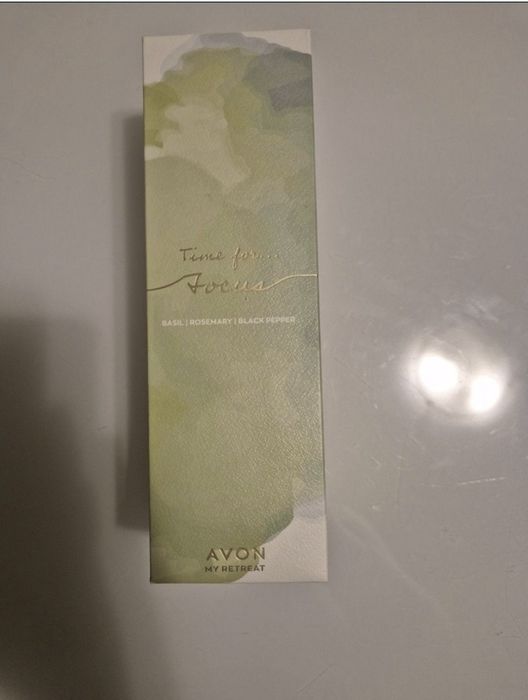 Time for...
Focus
BASIL | ROSEMARY | BLACK PEPPER
AVON
MY RETREAT